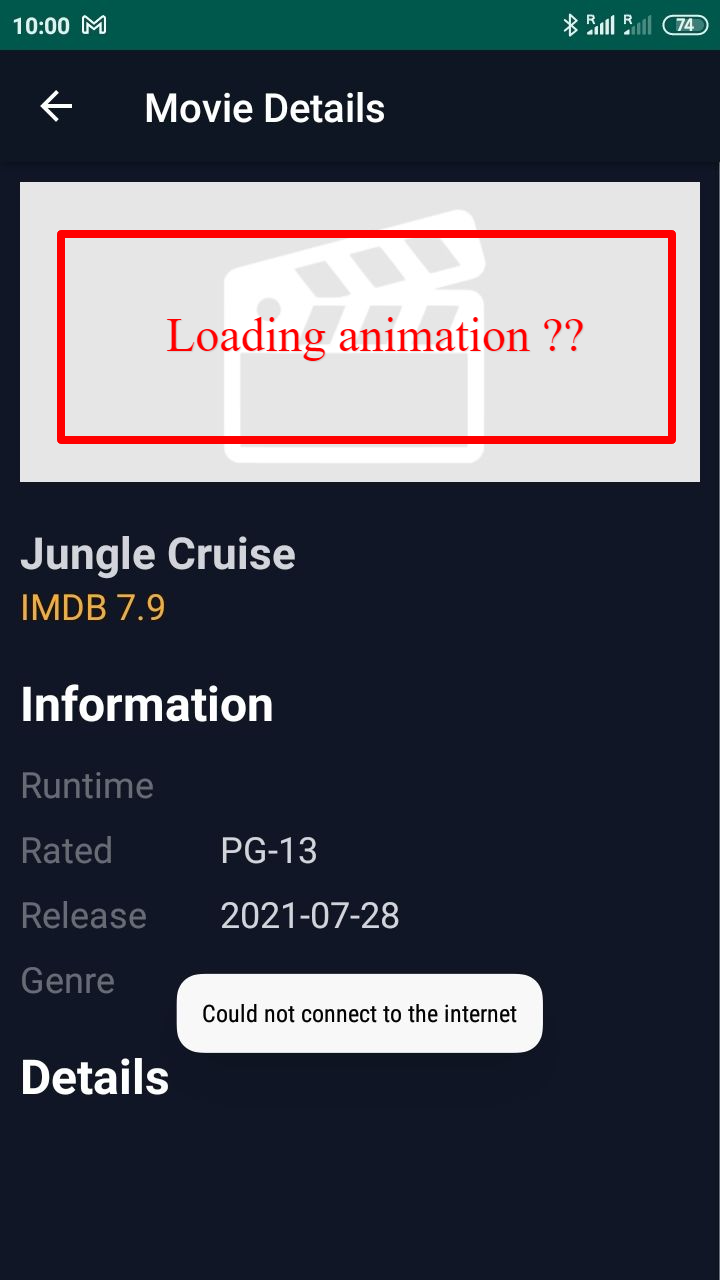 10:00
R R 74
Movie Details
Loading animation ??
Jungle Cruise
IMDB 7.9
Information
Runtime
Rated PG-13
Release 2021-07-28
Genre
Could not connect to the internet
Details